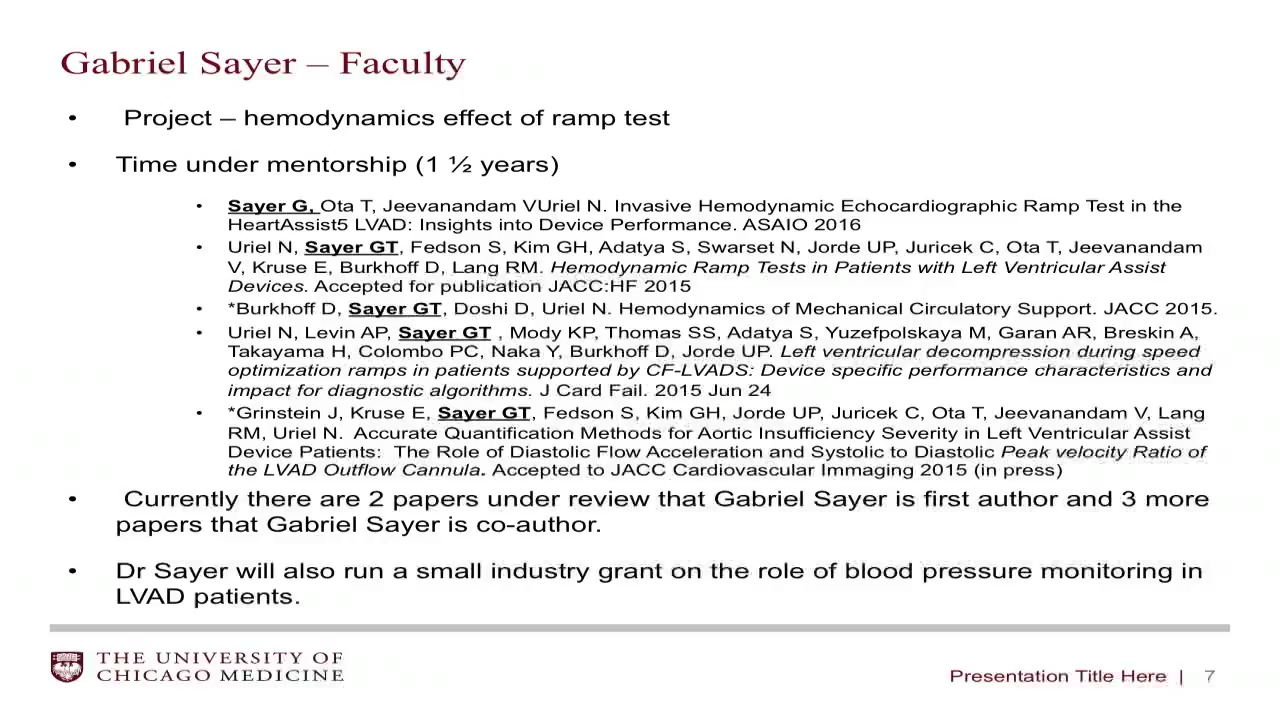 Gabriel Sayer – Faculty
• Project – hemodynamics effect of ramp test
• Time under mentorship (1 ½ years)
• Sayer G, Ota T, Jeevanandam VUriel N. Invasive Hemodynamic Echocardiographic Ramp Test in the
HeartAssist5 LVAD: Insights into Device Performance. ASAIO 2016
• Uriel N, Sayer GT, Fedson S, Kim GH, Adatya S, Swarset N, Jorde UP, Juricek C, Ota T, Jeevanandam
V, Kruse E, Burkhoff D, Lang RM. Hemodynamic Ramp Tests in Patients with Left Ventricular Assist
Devices. Accepted for publication JACC:HF 2015
• *Burkhoff D, Sayer GT, Doshi D, Uriel N. Hemodynamics of Mechanical Circulatory Support. JACC 2015.
• Uriel N, Levin AP, Sayer GT , Mody KP, Thomas SS, Adatya S, Yuzefpolskaya M, Garan AR, Breskin A,
Takayama H, Colombo PC, Naka Y, Burkhoff D, Jorde UP. Left ventricular decompression during speed
optimization ramps in patients supported by CF-LVADS: Device specific performance characteristics and
impact for diagnostic algorithms. J Card Fail. 2015 Jun 24
• *Grinstein J, Kruse E, Sayer GT, Fedson S, Kim GH, Jorde UP, Juricek C, Ota T, Jeevanandam V, Lang
RM, Uriel N. Accurate Quantification Methods for Aortic Insufficiency Severity in Left Ventricular Assist
Device Patients: The Role of Diastolic Flow Acceleration and Systolic to Diastolic Peak velocity Ratio of
the LVAD Outflow Cannula. Accepted to JACC Cardiovascular Immaging 2015 (in press)
• Currently there are 2 papers under review that Gabriel Sayer is first author and 3 more
papers that Gabriel Sayer is co-author.
• Dr Sayer will also run a small industry grant on the role of blood pressure monitoring in
LVAD patients.
THE UNIVERSITY OF
CHICAGO MEDICINE
Presentation Title Here | 7